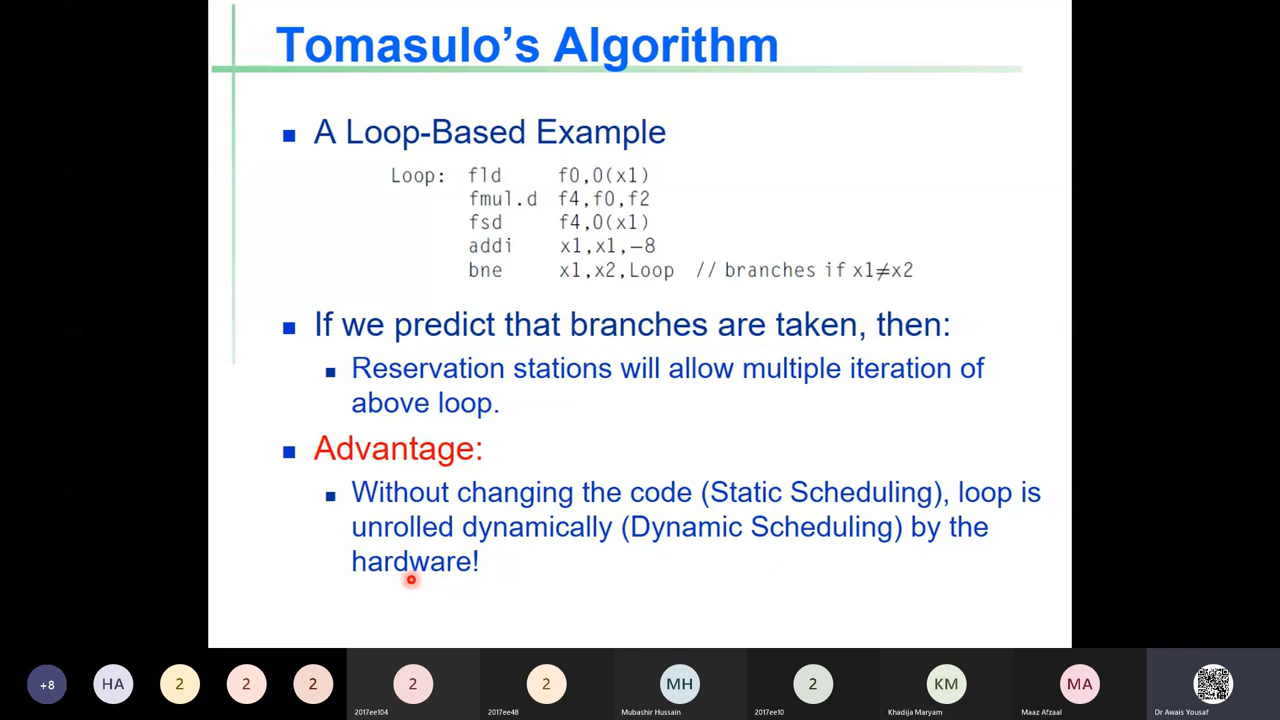 Tomasulo's Algorithm
A Loop-Based Example
Loop: fld f0,0(x1)
fmul.d f4,f0,f2
fsd f4,0(x1)
addi x1,x1,−8
bne x1,x2,Loop // branches if x1≠x2
If we predict that branches are taken, then:
Reservation stations will allow multiple iteration of
above loop.
Advantage:
Without changing the code (Static Scheduling), loop is
unrolled dynamically (Dynamic Scheduling) by the
hardware!
+8 HA 2 2 2 2 2 MH 2 KM MA
2017ee104 2017ee48 Mubashir Hussain 2017ee10 Khadija Maryam Maaz Afzaal Dr Awais Yousaf